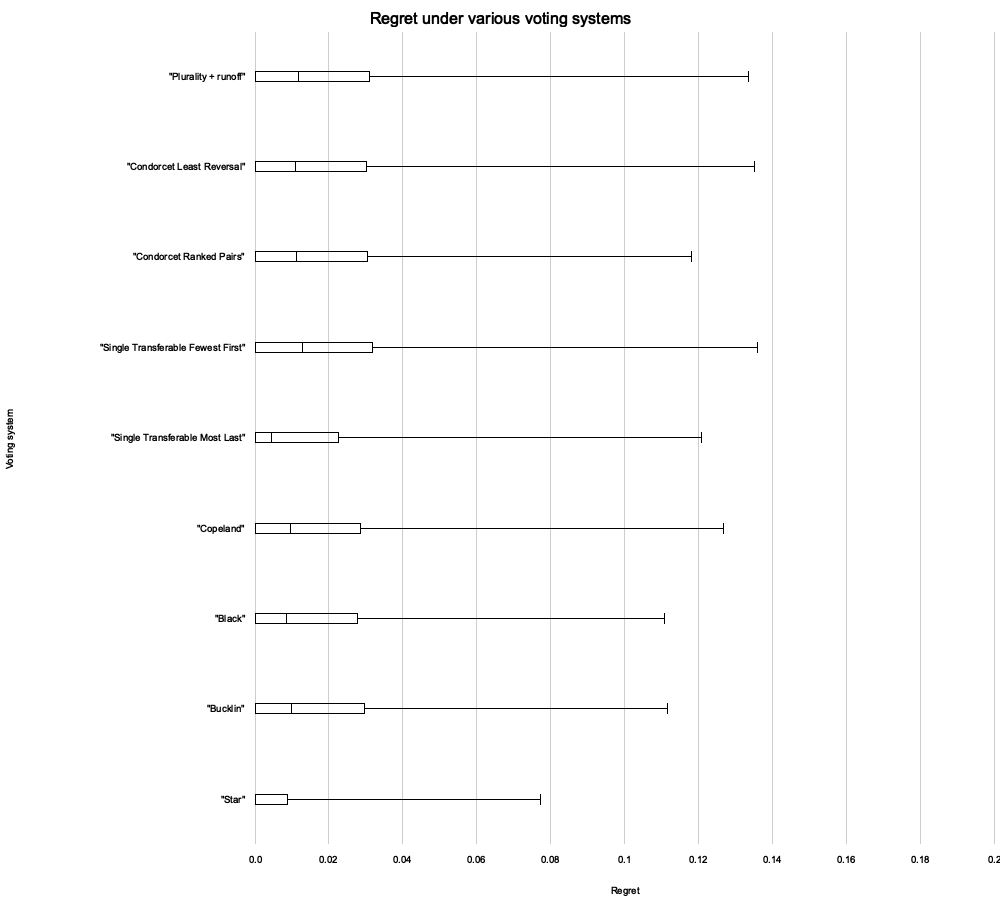 Regret under various voting systems
"Plurality + runoff"
"Condorcet Least Reversal"
"Condorcet Ranked Pairs"
"Single Transferable Fewest First"
"Single Transferable Most Last"
"Copeland"
"Black"
"Bucklin"
"Star"
Voting system
0.0 0.02 0.04 0.06 0.08 0.1 0.12 0.14 0.16 0.18 0.2
Regret